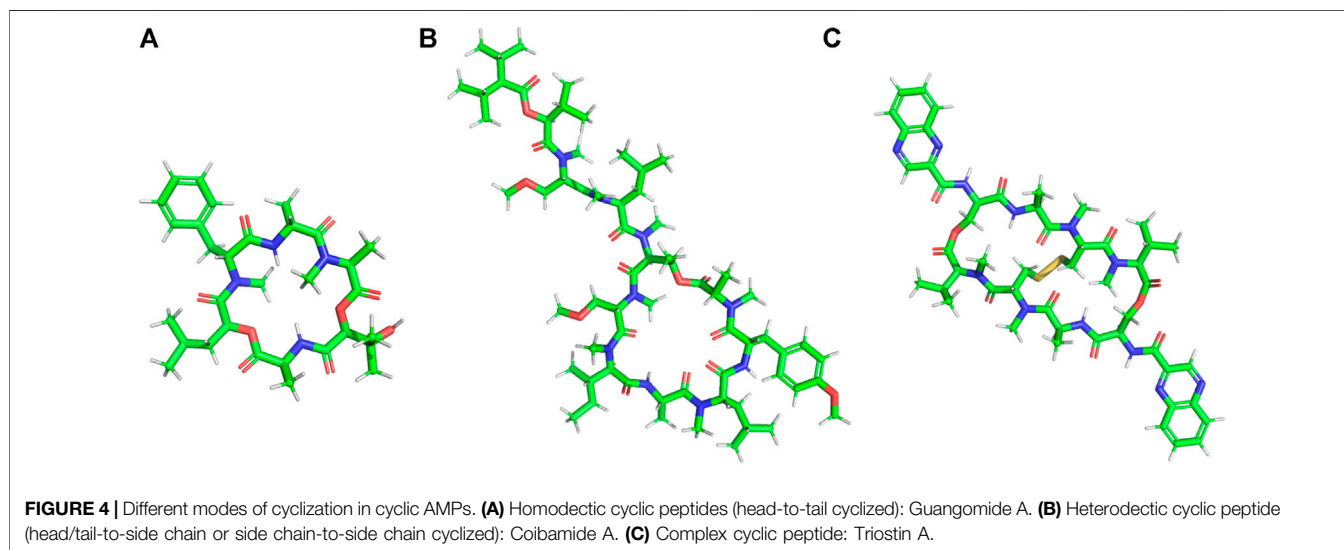 A
B
C
FIGURE 4 | Different modes of cyclization in cyclic AMPs. (A) Homodectic cyclic peptides (head-to-tail cyclized): Guangomide A. (B) Heterodectic cyclic peptide
(head/tail-to-side chain or side chain-to-side chain cyclized): Coibamide A. (C) Complex cyclic peptide: Triostin A.